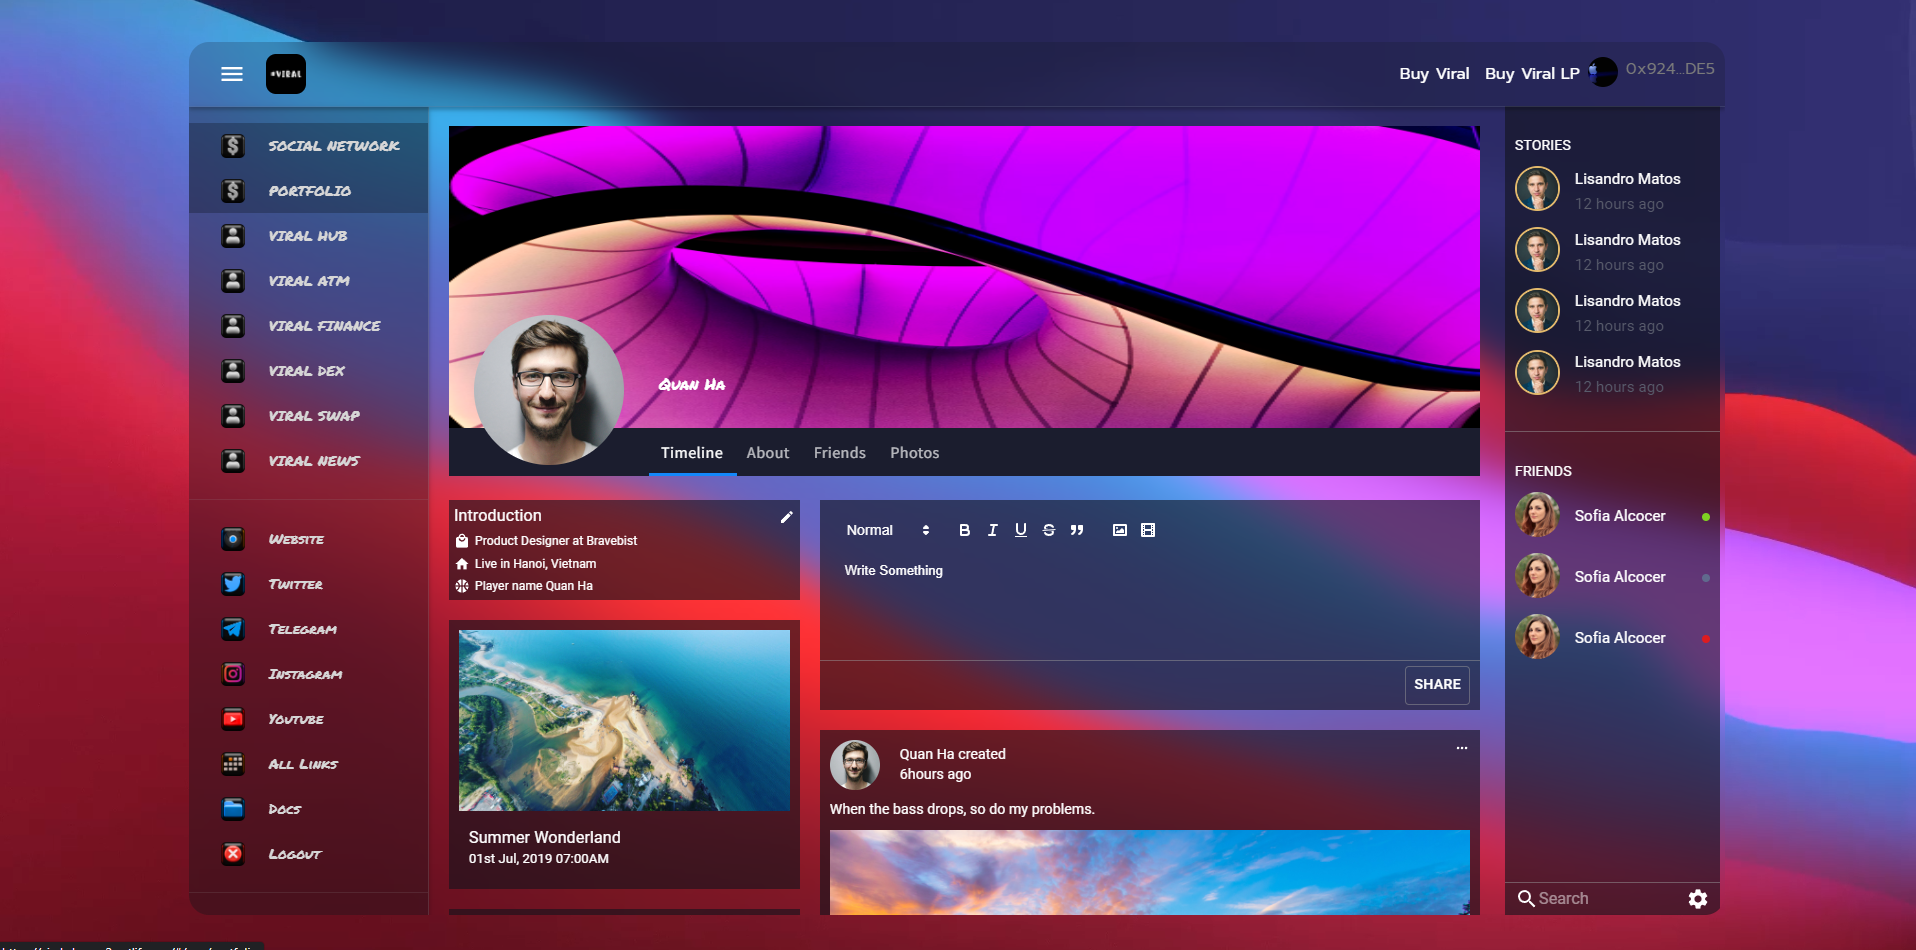 #VIRAL
Buy Viral
Buy Viral LP
0x924...DE5
SOCIAL NETWORK
PORTFOLIO
VIRAL HUB
VIRAL ATM
VIRAL FINANCE
VIRAL DEX
VIRAL SWAP
VIRAL NEWS
Website
Twitter
Telegram
Instagram
Youtube
All Links
Docs
Logout
Quan Ha
Timeline
About
Friends
Photos
Introduction
Product Designer at Bravebist
Live in Hanoi, Vietnam
Player name Quan Ha
Summer Wonderland
01st Jul, 2019 07:00AM
Normal
Write Something
SHARE
Quan Ha created
6hours ago
When the bass drops, so do my problems.
STORIES
Lisandro Matos
12 hours ago
Lisandro Matos
12 hours ago
Lisandro Matos
12 hours ago
Lisandro Matos
12 hours ago
FRIENDS
Sofia Alcocer
Sofia Alcocer
Sofia Alcocer
Search